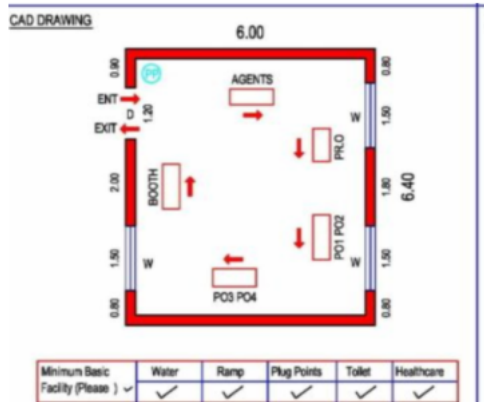 CAD DRAWING
6.00
0.90
PP
AGENTS
0.80
ENT
D
1.20
W
1.50
EXIT
PR.O
2.00
BOOTH
1.80
6.40
PO1 PO2
1.50
W
W
1.50
PO3 PO4
0.80
0.80
Minimum Basic Facility (Please ) ✓
Water
Ramp
Plug Points
Toilet
Healthcare
✓ ✓ ✓ ✓ ✓